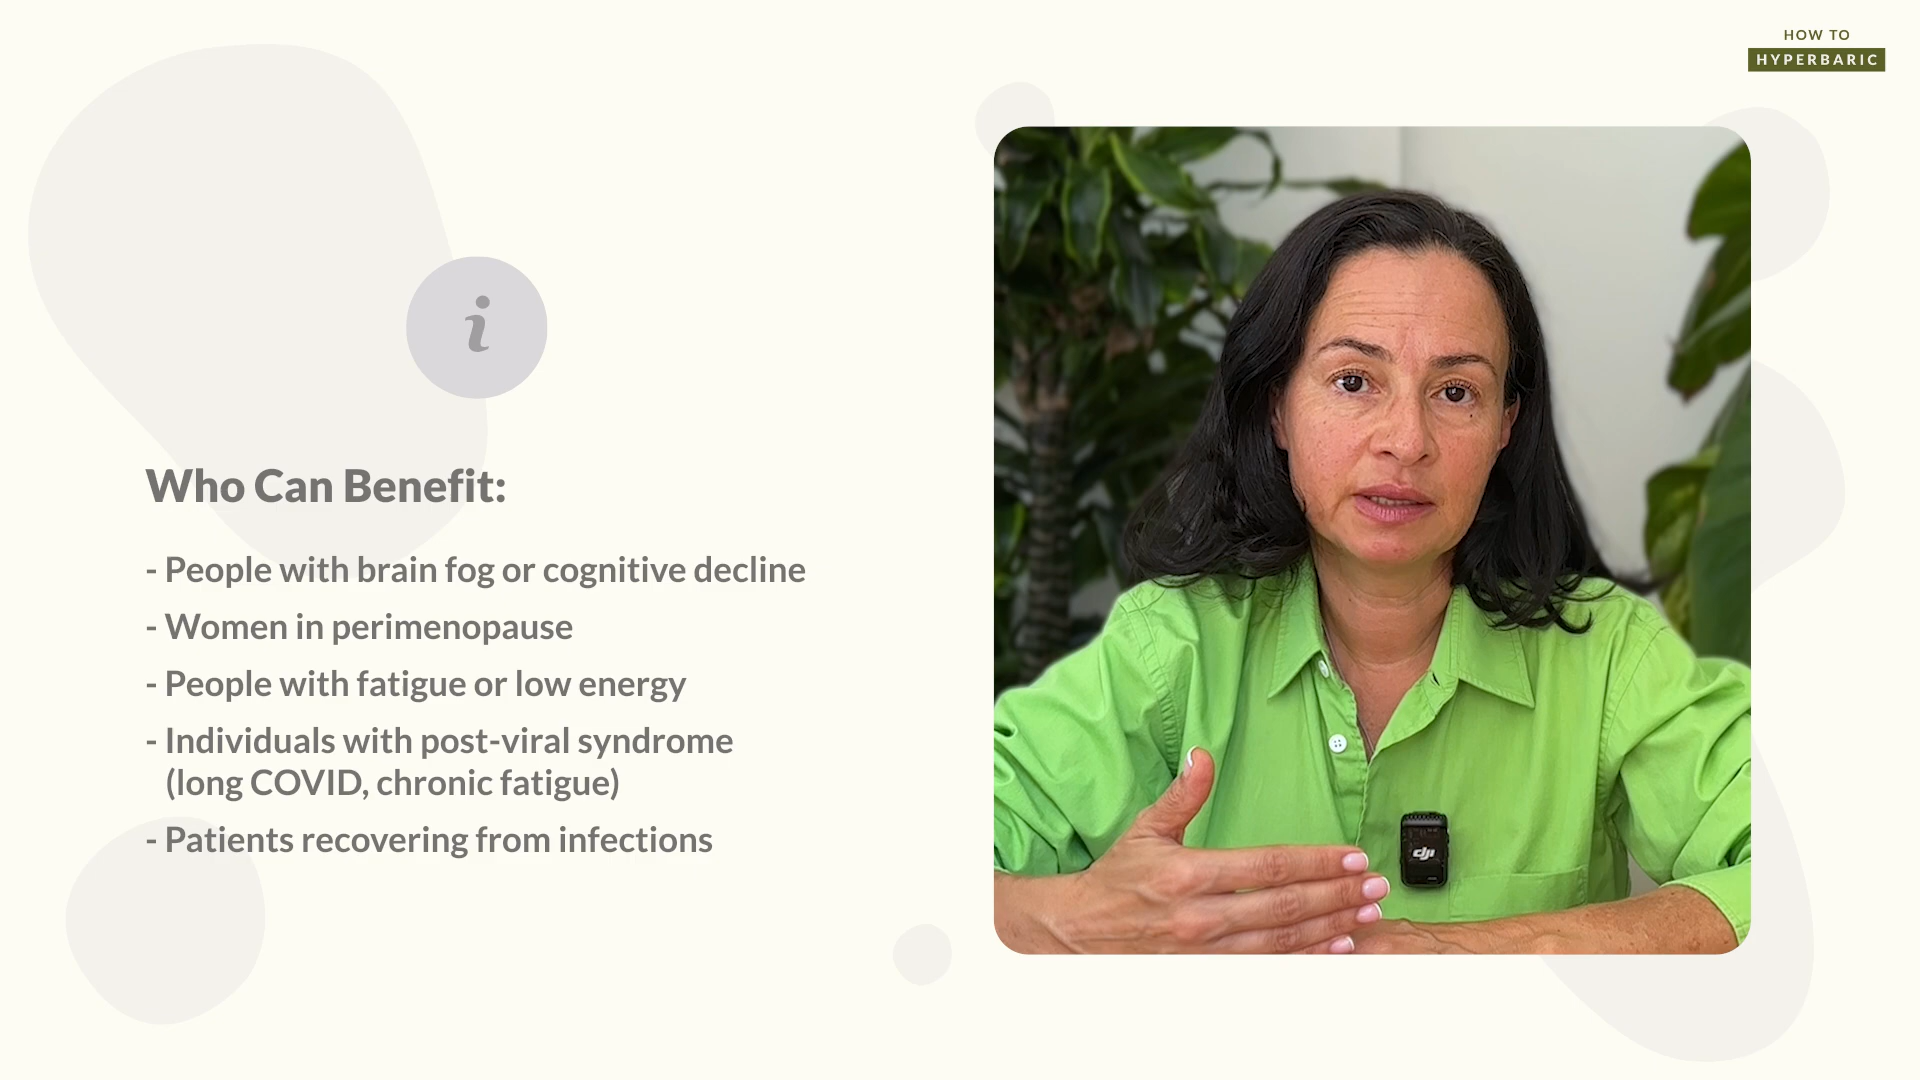 HOW TO
HYPERBARIC
i
Who Can Benefit:
- People with brain fog or cognitive decline
- Women in perimenopause
- People with fatigue or low energy
- Individuals with post-viral syndrome
(long COVID, chronic fatigue)
- Patients recovering from infections
dji